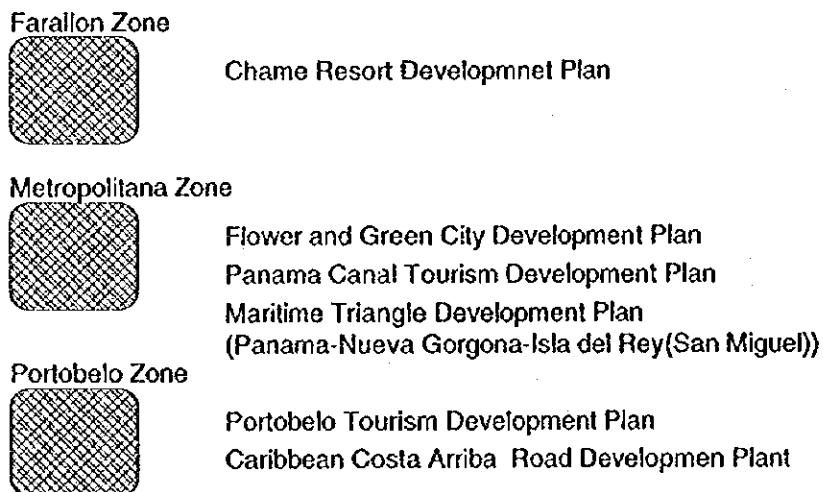 Farallon Zone
Chame Resort Developmnet Plan
Metropolitana Zone
Flower and Green City Development Plan
Panama Canal Tourism Development Plan
Maritime Triangle Development Plan
(Panama-Nueva Gorgona-Isla del Rey(San Miguel))
Portobelo Zone
Portobelo Tourism Development Plan
Caribbean Costa Arriba Road Developmen Plant